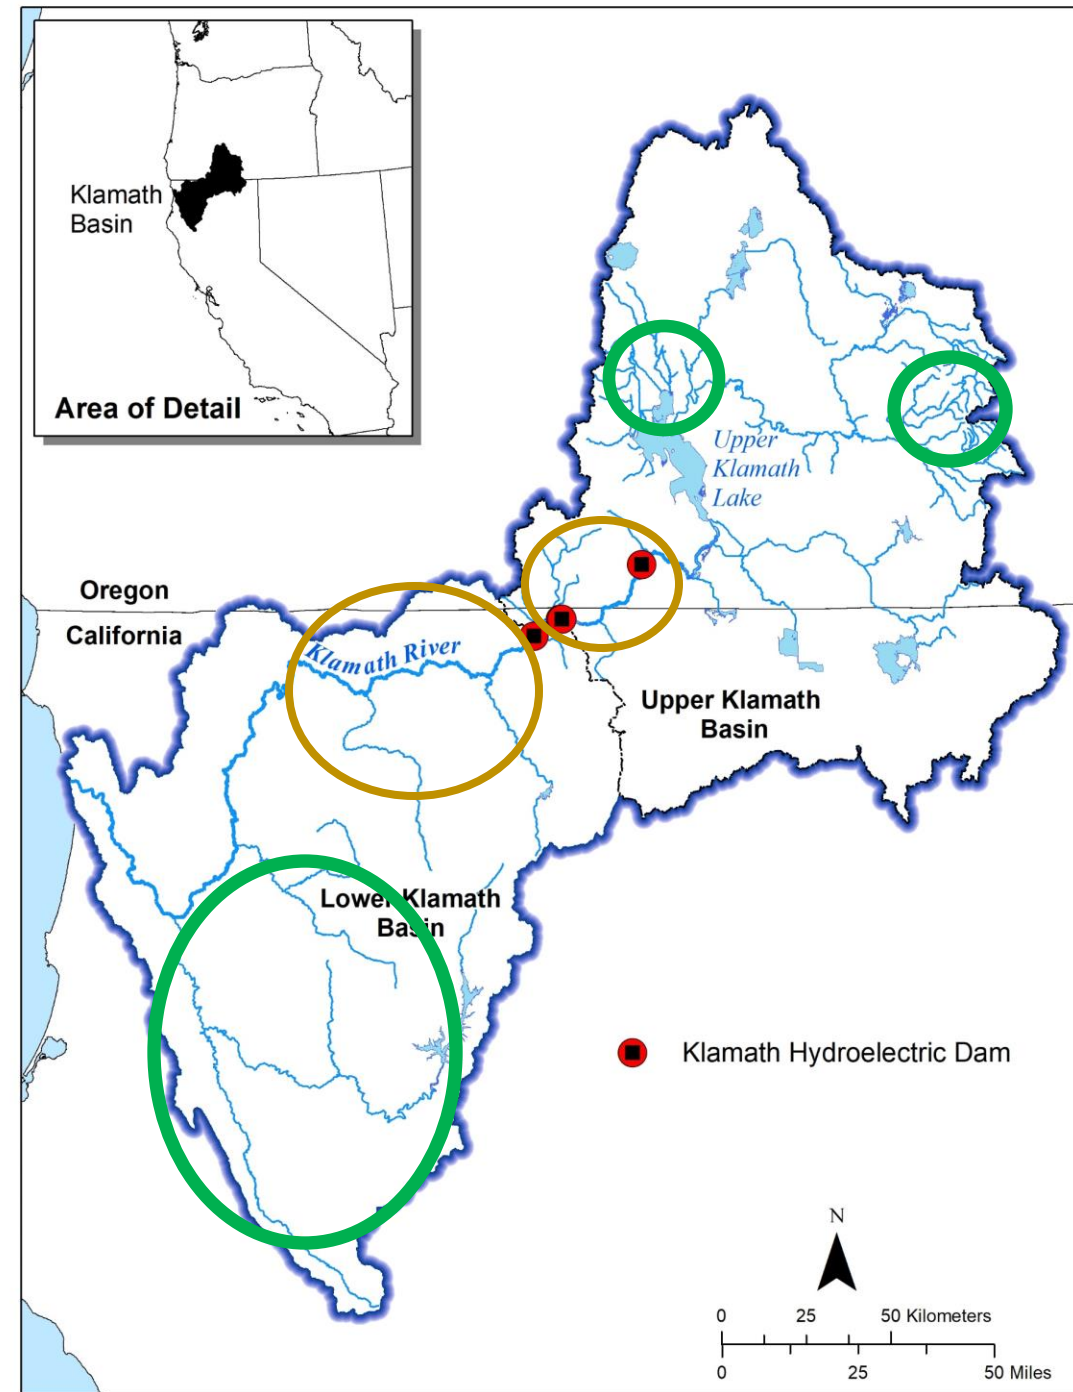 Klamath
Basin
Area of Detail
Upper
Klamath
Lake
Oregon
California
Klamath River
Upper Klamath
Basin
Lower Klamath
Basin
Klamath Hydroelectric Dam
N
0 25 50 Kilometers
0 25 50 Miles